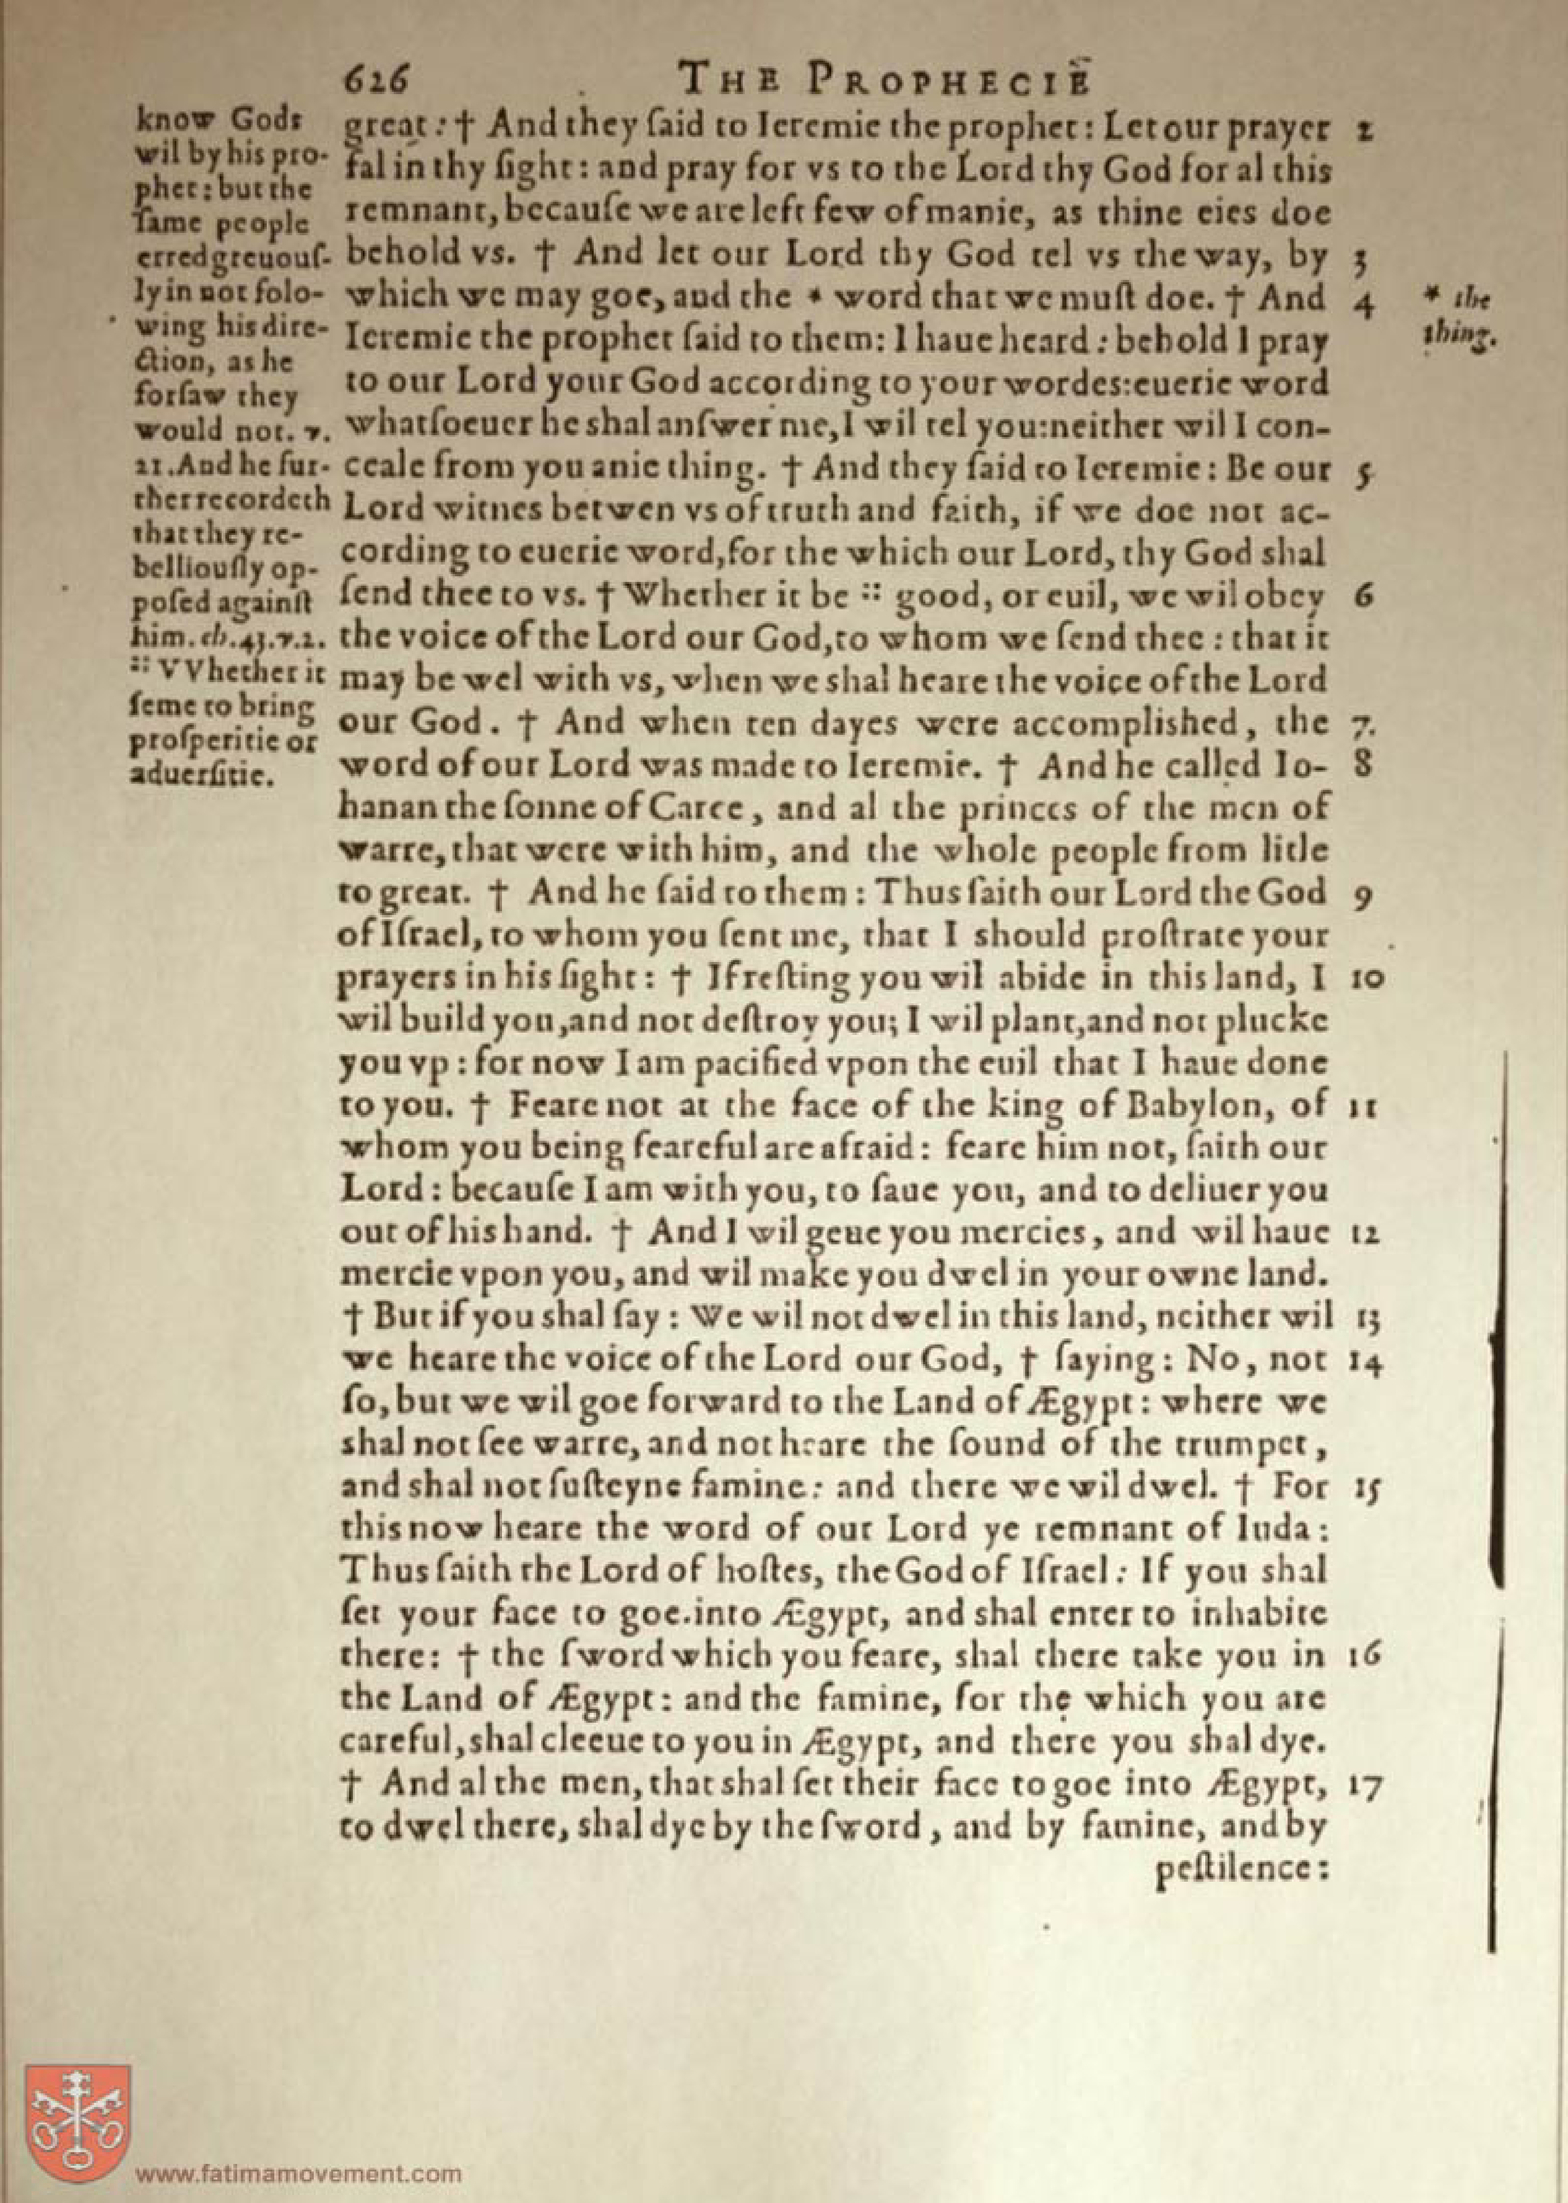 626 THE PROPHECIE
know Gods
wil by his pro-
phet: but the
ſame people
erred greuouſ-
ly in not folo-
wing his dire-
ction, as he
forſaw they
would not. v.
21. And he fur-
ther recordeth
that they re-
belliouſly op-
poſed againſt
him. ch. 43. v. 2.
:: VVhether it
ſeme to bring
proſperitie or
aduerſitie.
great: † And they ſaid to Ieremie the prophet: Let our prayer 2
fal in thy ſight: and pray for vs to the Lord thy God for al this
remnant, becauſe we are left few of manie, as thine eies doe
behold vs. † And let our Lord thy God tel vs the way, by 3
which we may goe, and the * word that we muſt doe. † And 4
Ieremie the prophet ſaid to them: I haue heard: behold I pray
to our Lord your God according to your wordes: euerie word
whatſoeuer he shal anſwer me, I wil tel you: neither wil I con-
ceale from you anie thing. † And they ſaid to Ieremie: Be our 5
Lord witnes betwen vs of truth and faith, if we doe not ac-
cording to euerie word, for the which our Lord, thy God shal
ſend thee to vs. † Whether it be :: good, or euil, we wil obey 6
the voice of the Lord our God, to whom we ſend thee: that it
may be wel with vs, when we shal heare the voice of the Lord
our God. † And when ten dayes were accomplished, the 7.
word of our Lord was made to Ieremie. † And he called Io- 8
hanan the ſonne of Caree, and al the princes of the men of
warre, that were with him, and the whole people from litle
to great. † And he ſaid to them: Thus ſaith our Lord the God 9
of Iſrael, to whom you ſent me, that I should proſtrate your
prayers in his ſight: † If reſting you wil abide in this land, I 10
wil build you, and not deſtroy you; I wil plant, and not plucke
you vp: for now I am pacified vpon the euil that I haue done
to you. † Feare not at the face of the king of Babylon, of 11
whom you being feareful are afraid: feare him not, ſaith our
Lord: becauſe I am with you, to ſaue you, and to deliuer you
out of his hand. † And I wil geue you mercies, and wil haue 12
mercie vpon you, and wil make you dwel in your owne land.
† But if you shal ſay: We wil not dwel in this land, neither wil 13
we heare the voice of the Lord our God, † ſaying: No, not 14
ſo, but we wil goe forward to the Land of Ægypt: where we
shal not ſee warre, and not heare the ſound of the trumpet,
and shal not ſuſteyne famine: and there we wil dwel. † For 15
this now heare the word of our Lord ye remnant of Iuda:
Thus ſaith the Lord of hoſtes, the God of Iſrael: If you shal
ſet your face to goe into Ægypt, and shal enter to inhabite
there: † the ſword which you feare, shal there take you in 16
the Land of Ægypt: and the famine, for the which you are
careful, shal cleeue to you in Ægypt, and there you shal dye.
† And al the men, that shal ſet their face to goe into Ægypt, 17
to dwel there, shal dye by the ſword, and by famine, and by
peſtilence:
* the
thing.
www.fatimamovement.com